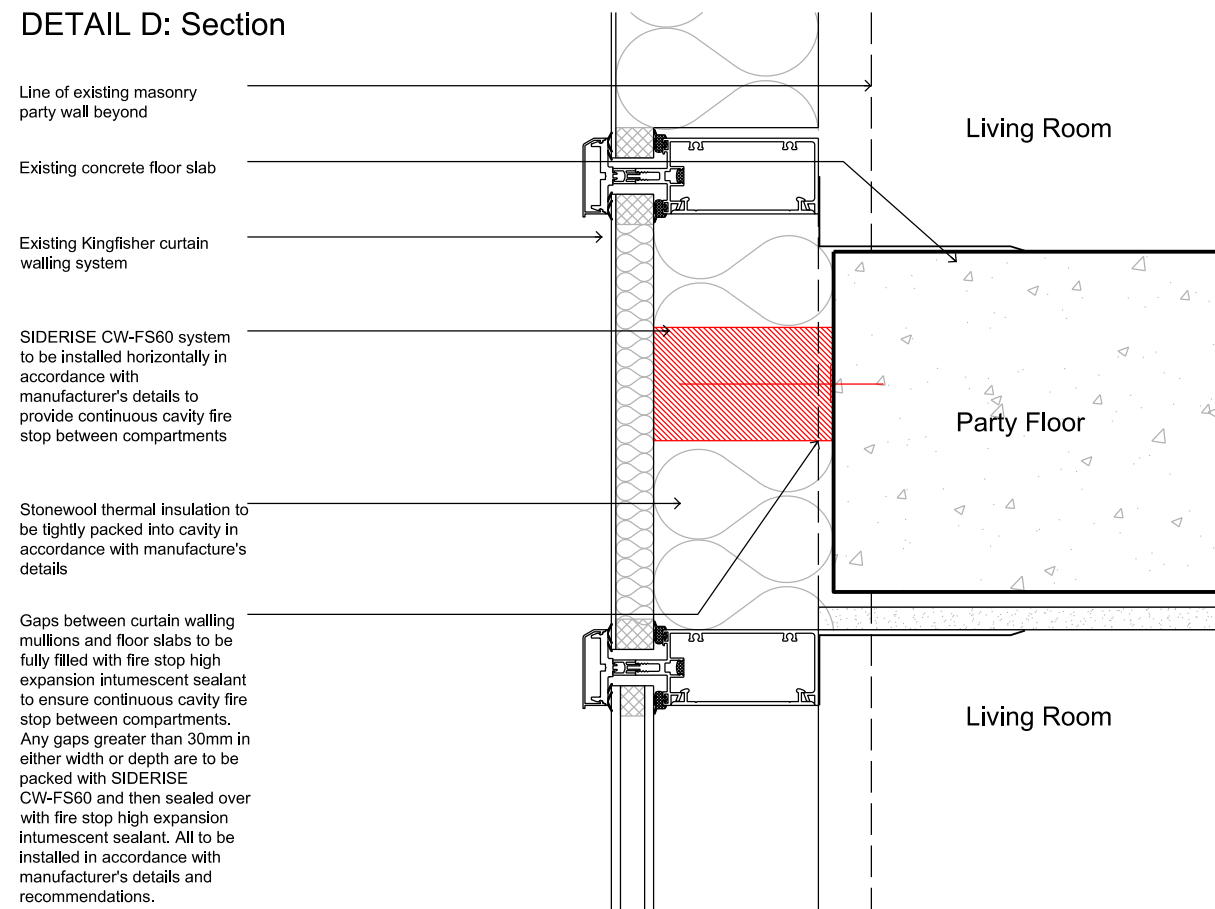 DETAIL D: Section
Line of existing masonry
party wall beyond
Living Room
Existing concrete floor slab
Existing Kingfisher curtain
walling system
SIDERISE CW-FS60 system
to be installed horizontally in
accordance with
manufacturer's details to
provide continuous cavity fire
stop between compartments
Party Floor
Stonewool thermal insulation to
be tightly packed into cavity in
accordance with manufacture's
details
Gaps between curtain walling
mullions and floor slabs to be
fully filled with fire stop high
expansion intumescent sealant
to ensure continuous cavity fire
stop between compartments.
Any gaps greater than 30mm in
either width or depth are to be
packed with SIDERISE
CW-FS60 and then sealed over
with fire stop high expansion
intumescent sealant. All to be
installed in accordance with
manufacturer's details and
recommendations.
Living Room